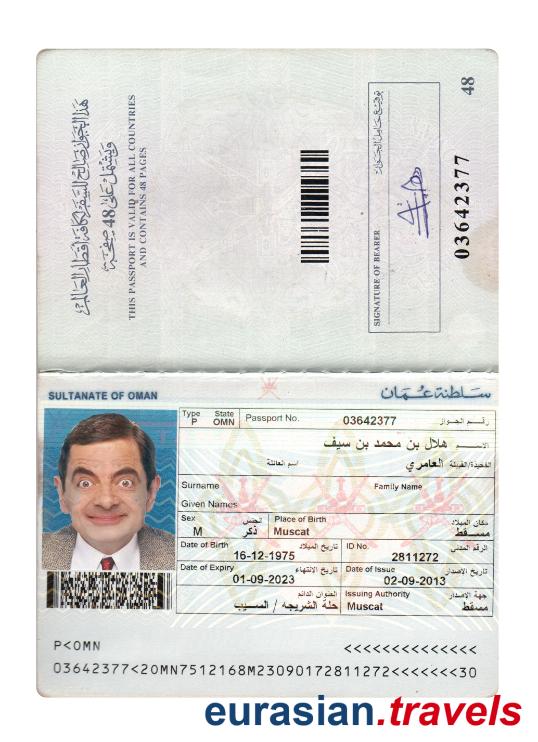 هذا الجواز صالح للسفر لكافة أقطار العالم
ويشتمل على 48 صفحة
THIS PASSPORT IS VALID FOR ALL COUNTRIES
AND CONTAINS 48 PAGES
توقيع حامل الجواز
SIGNATURE OF BEARER
03642377
48
SULTANATE OF OMAN سلطنة عمان
Type State Passport No. 03642377 رقم الجواز
P OMN
الاسم هلال بن محمد بن سيف
الفخيذة/القبيلة العامري اسم العائلة
Surname Family Name
Given Names
Sex الجنس Place of Birth مكان الميلاد
M ذكر Muscat مسقط
Date of Birth تاريخ الميلاد ID No. الرقم المدني
16-12-1975 2811272
Date of Expiry تاريخ الانتهاء Date of Issue تاريخ الاصدار
01-09-2023 02-09-2013
العنوان الدائم Issuing Authority جهة الإصدار
حلة الشريجه / السيب Muscat مسقط
P<OMN <<<<<<<<<<<<<<<
03642377<2OMN7512168M23090172811272<<<<<<<30
eurasian.travels